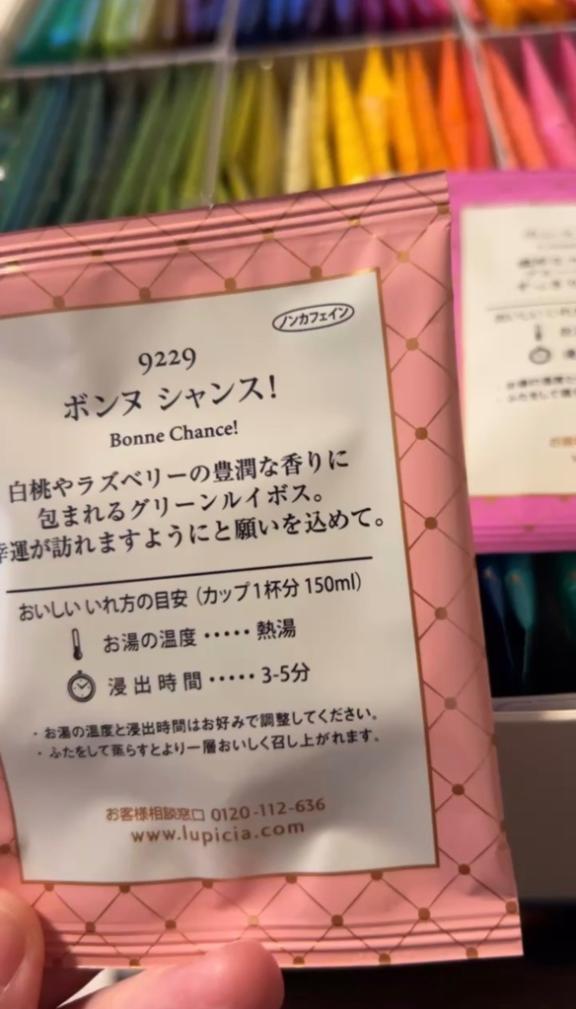 ノンカフェイン
9229
ボンヌ シャンス!
Bonne Chance!
白桃やラズベリーの豊潤な香りに
包まれるグリーンルイボス。
幸運が訪れますようにと願いを込めて。
おいしい いれ方の目安（カップ1杯分 150ml）
お湯の温度 ····· 熱湯
浸出時間 ····· 3-5分
・お湯の温度と浸出時間はお好みで調整してください。
・ふたをして蒸らすとより一層おいしく召し上がれます。
お客様相談窓口 0120-112-636
www.lupicia.com